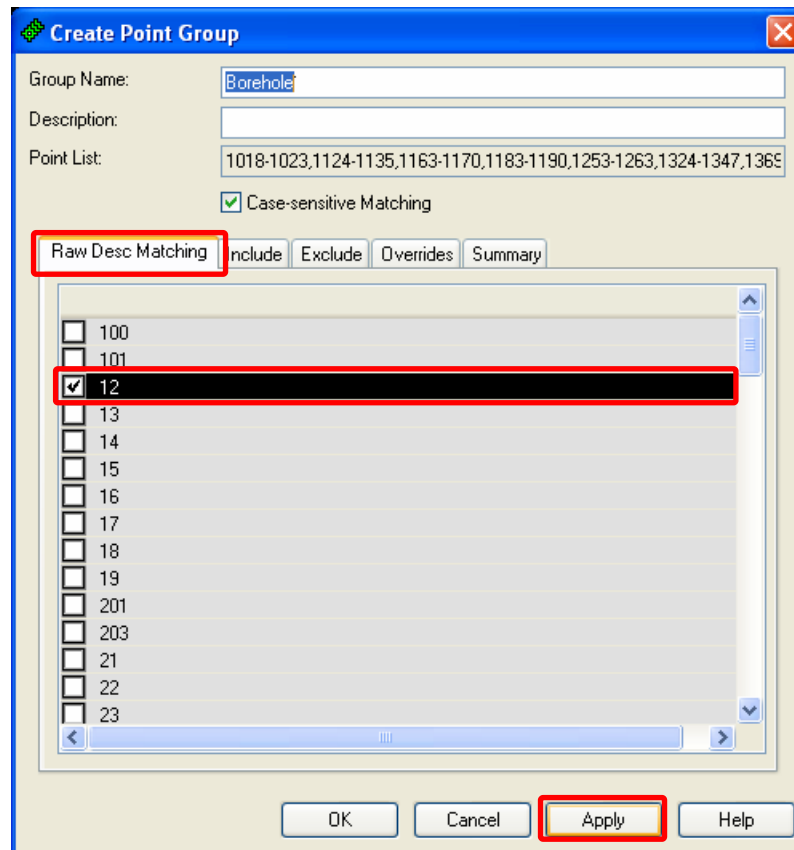 Create Point Group
Group Name: Borehole
Description:
Point List: 1018-1023,1124-1135,1163-1170,1183-1190,1253-1263,1324-1347,1369
Case-sensitive Matching
Raw Desc Matching Include Exclude Overrides Summary
100
101
12
13
14
15
16
17
18
19
201
203
21
22
23
OK Cancel Apply Help